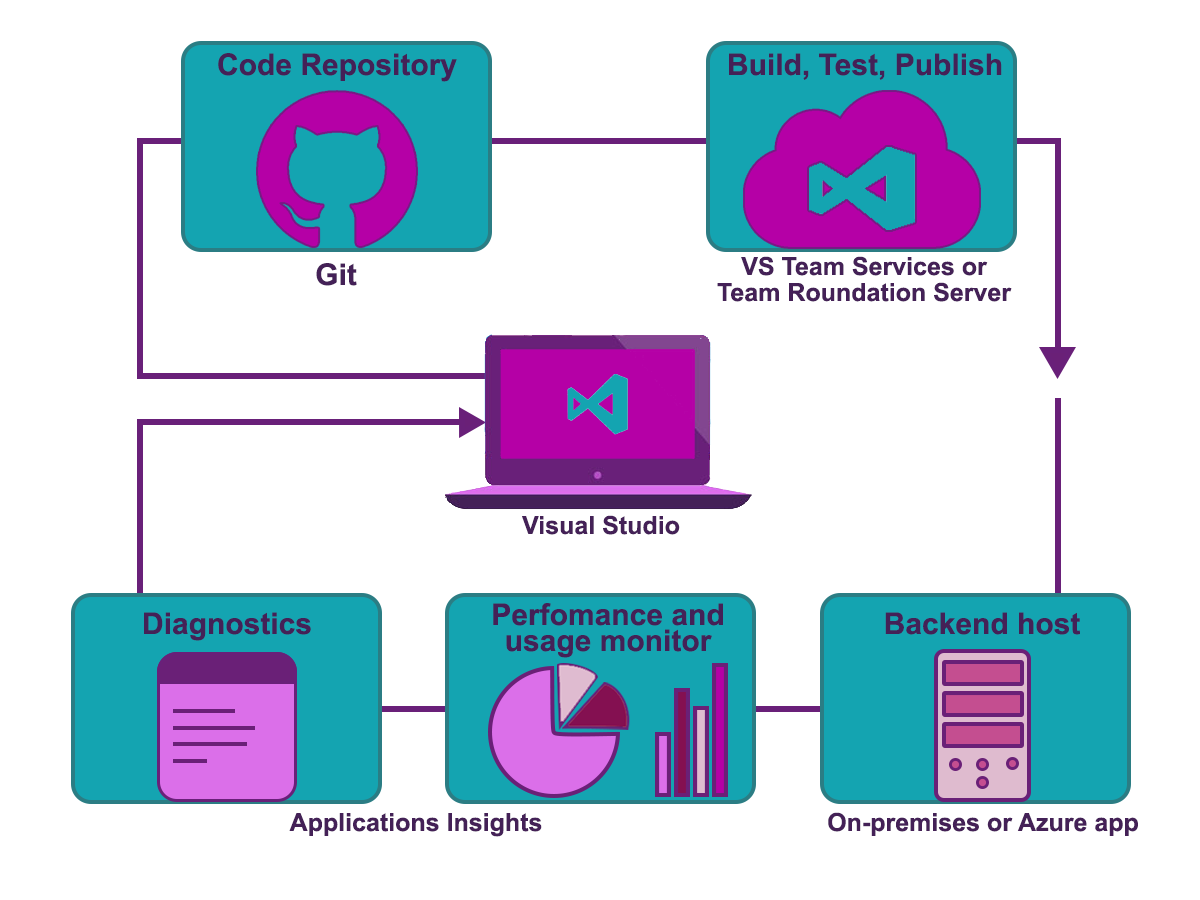 Code Repository
Git
Build, Test, Publish
VS Team Services or
Team Roundation Server
Visual Studio
Diagnostics
Perfomance and
usage monitor
Applications Insights
Backend host
On-premises or Azure app